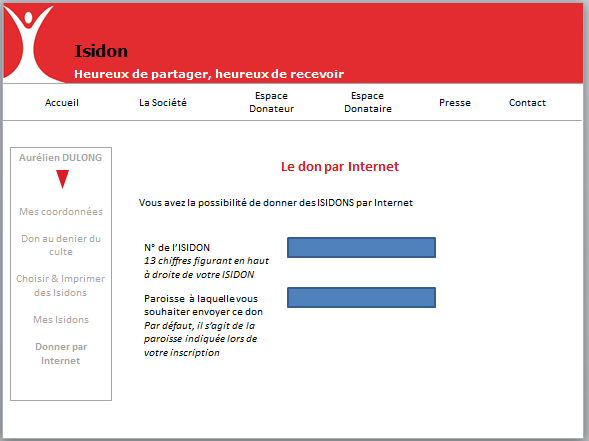 Isidon
Heureux de partager, heureux de recevoir
Accueil
La Société
Espace
Donateur
Espace
Donataire
Presse
Contact
Aurélien DULONG
Mes coordonnées
Don au denier du
culte
Choisir & Imprimer
des Isidons
Mes Isidons
Donner par
Internet
Le don par Internet
Vous avez la possibilité de donner des ISIDONS par Internet
N° de l’ISIDON
13 chiffres figurant en haut
à droite de votre ISIDON
Paroisse à laquelle vous
souhaiter envoyer ce don
Par défaut, il s’agit de la
paroisse indiquée lors de
votre inscription